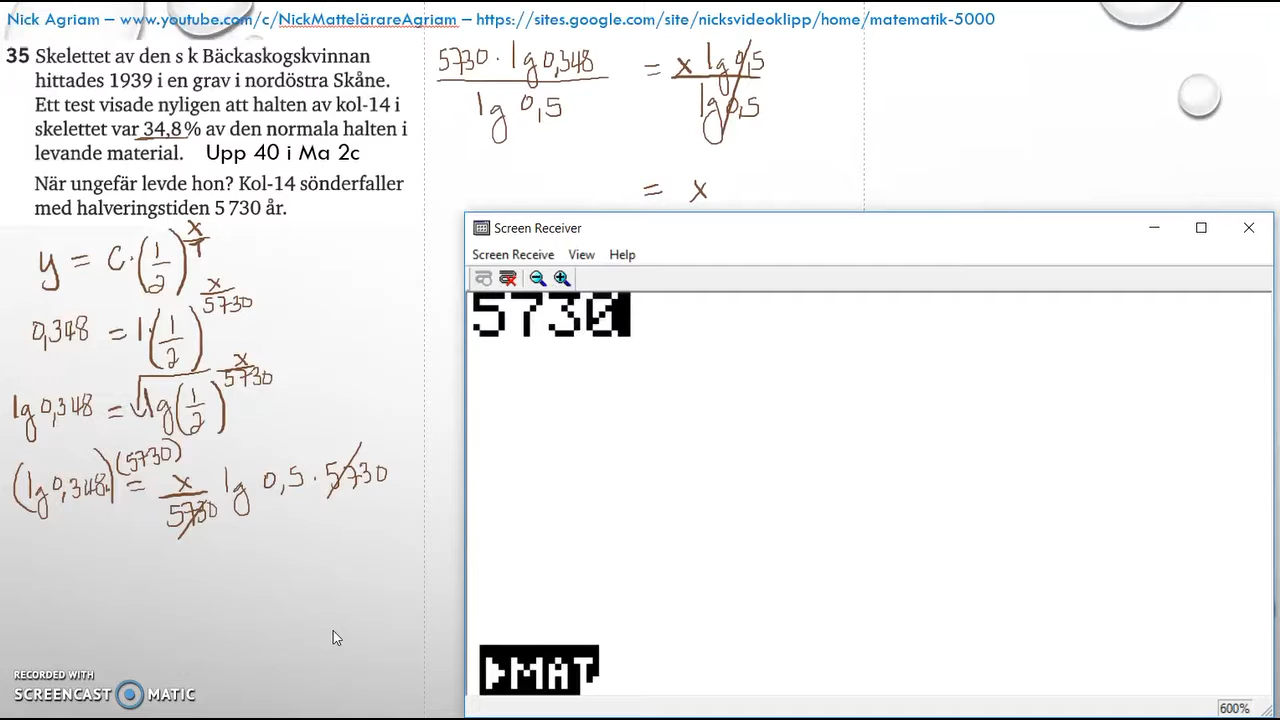 Nick Agriam – www.youtube.com/c/NickMattelärareAgriam – https://sites.google.com/site/nicksvideoklipp/home/matematik-5000
35 Skelettet av den s k Bäckaskogskvinnan
hittades 1939 i en grav i nordöstra Skåne.
Ett test visade nyligen att halten av kol-14 i
skelettet var 34,8% av den normala halten i
levande material. Upp 40 i Ma 2c
När ungefär levde hon? Kol-14 sönderfaller
med halveringstiden 5 730 år.
y = C·(1/2)^(x/T)
0,348 = 1·(1/2)^(x/5730)
lg 0,348 = lg(1/2)^(x/5730)
(lg 0,348)(5730) = x/5730 lg 0,5 · 5730
5730 · lg 0,348 / lg 0,5 = x lg 0,5 / lg 0,5
= x
Screen Receiver
Screen Receive View Help
5730
MAT
600%
RECORDED WITH
SCREENCAST MATIC